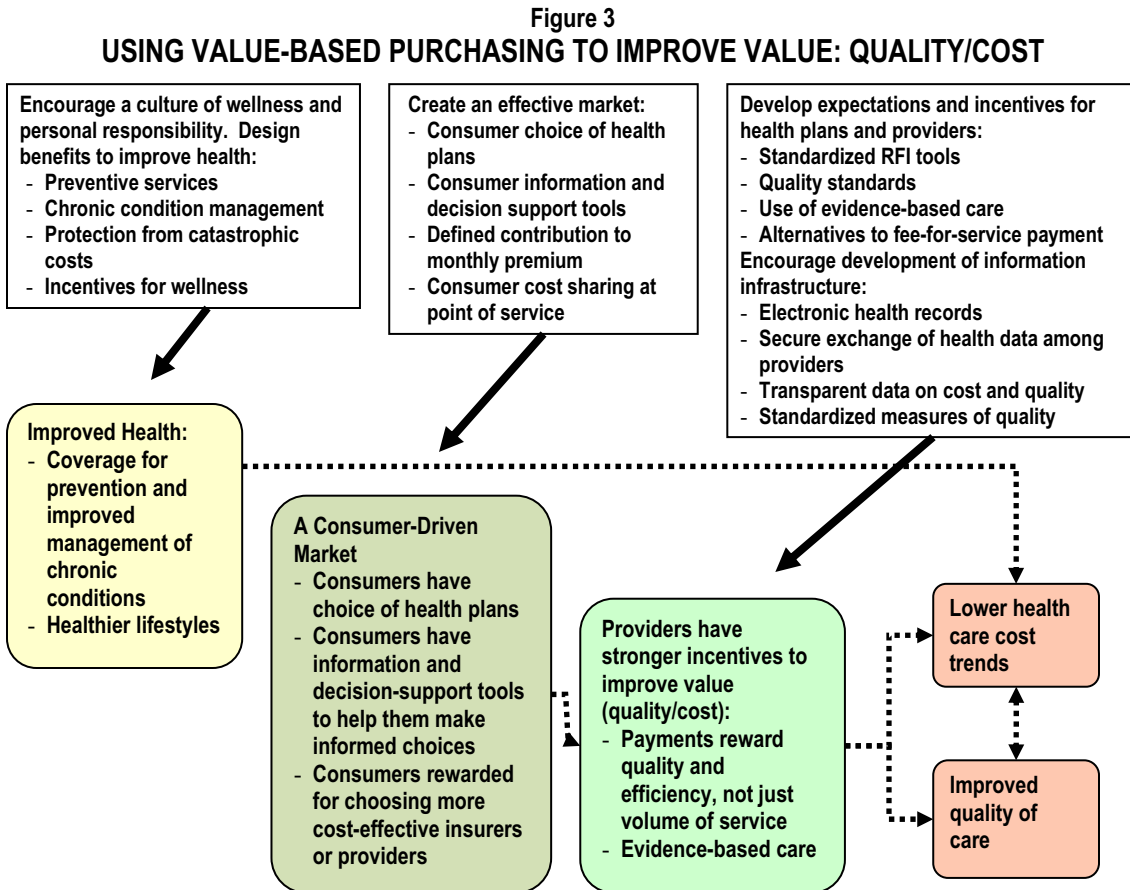 Figure 3
USING VALUE-BASED PURCHASING TO IMPROVE VALUE: QUALITY/COST
Encourage a culture of wellness and
personal responsibility. Design
benefits to improve health:
- Preventive services
- Chronic condition management
- Protection from catastrophic
costs
- Incentives for wellness
Create an effective market:
- Consumer choice of health
plans
- Consumer information and
decision support tools
- Defined contribution to
monthly premium
- Consumer cost sharing at
point of service
Develop expectations and incentives for
health plans and providers:
- Standardized RFI tools
- Quality standards
- Use of evidence-based care
- Alternatives to fee-for-service payment
Encourage development of information
infrastructure:
- Electronic health records
- Secure exchange of health data among
providers
- Transparent data on cost and quality
- Standardized measures of quality
Improved Health:
- Coverage for
prevention and
improved
management of
chronic
conditions
- Healthier lifestyles
A Consumer-Driven
Market
- Consumers have
choice of health plans
- Consumers have
information and
decision-support tools
to help them make
informed choices
- Consumers rewarded
for choosing more
cost-effective insurers
or providers
Providers have
stronger incentives to
improve value
(quality/cost):
- Payments reward
quality and
efficiency, not just
volume of service
- Evidence-based care
Lower health
care cost
trends
Improved
quality of
care